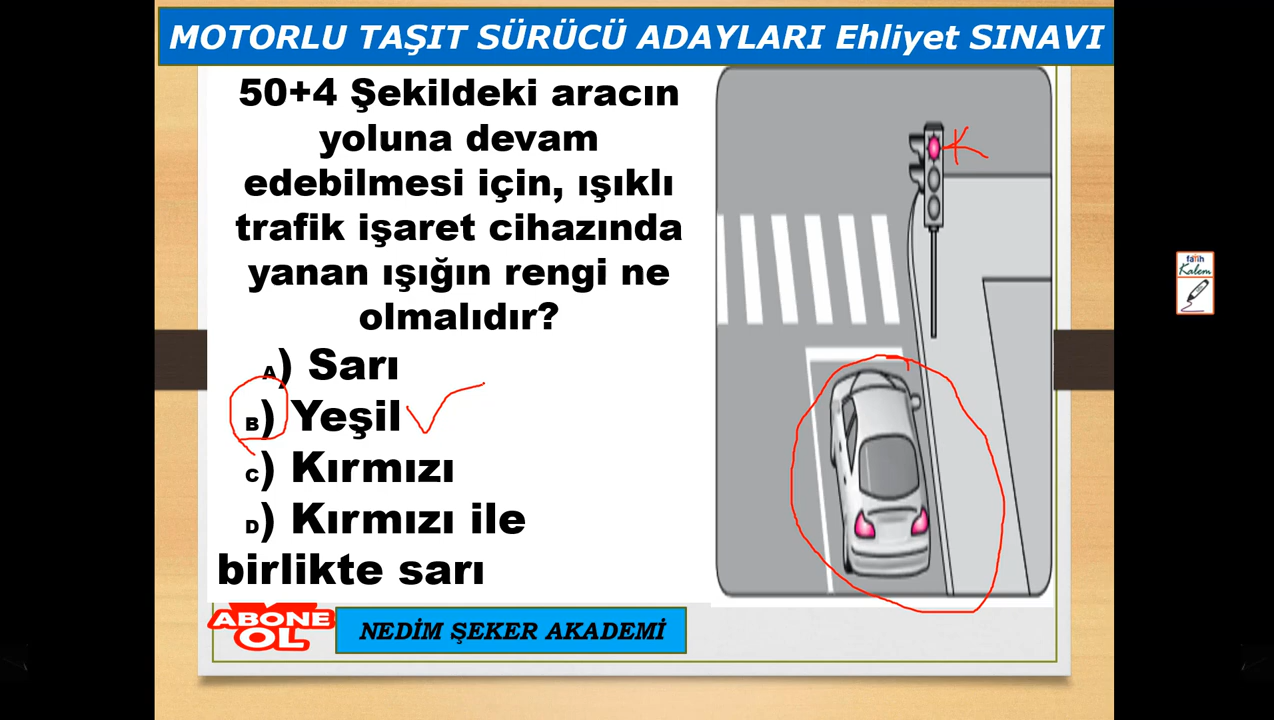 MOTORLU TAŞIT SÜRÜCÜ ADAYLARI Ehliyet SINAVI
50+4 Şekildeki aracın
yoluna devam
edebilmesi için, ışıklı
trafik işaret cihazında
yanan ışığın rengi ne
olmalıdır?
A) Sarı
B) Yeşil
C) Kırmızı
D) Kırmızı ile
birlikte sarı
K
fatih
Kalem
ABONE
OL
NEDİM ŞEKER AKADEMİ